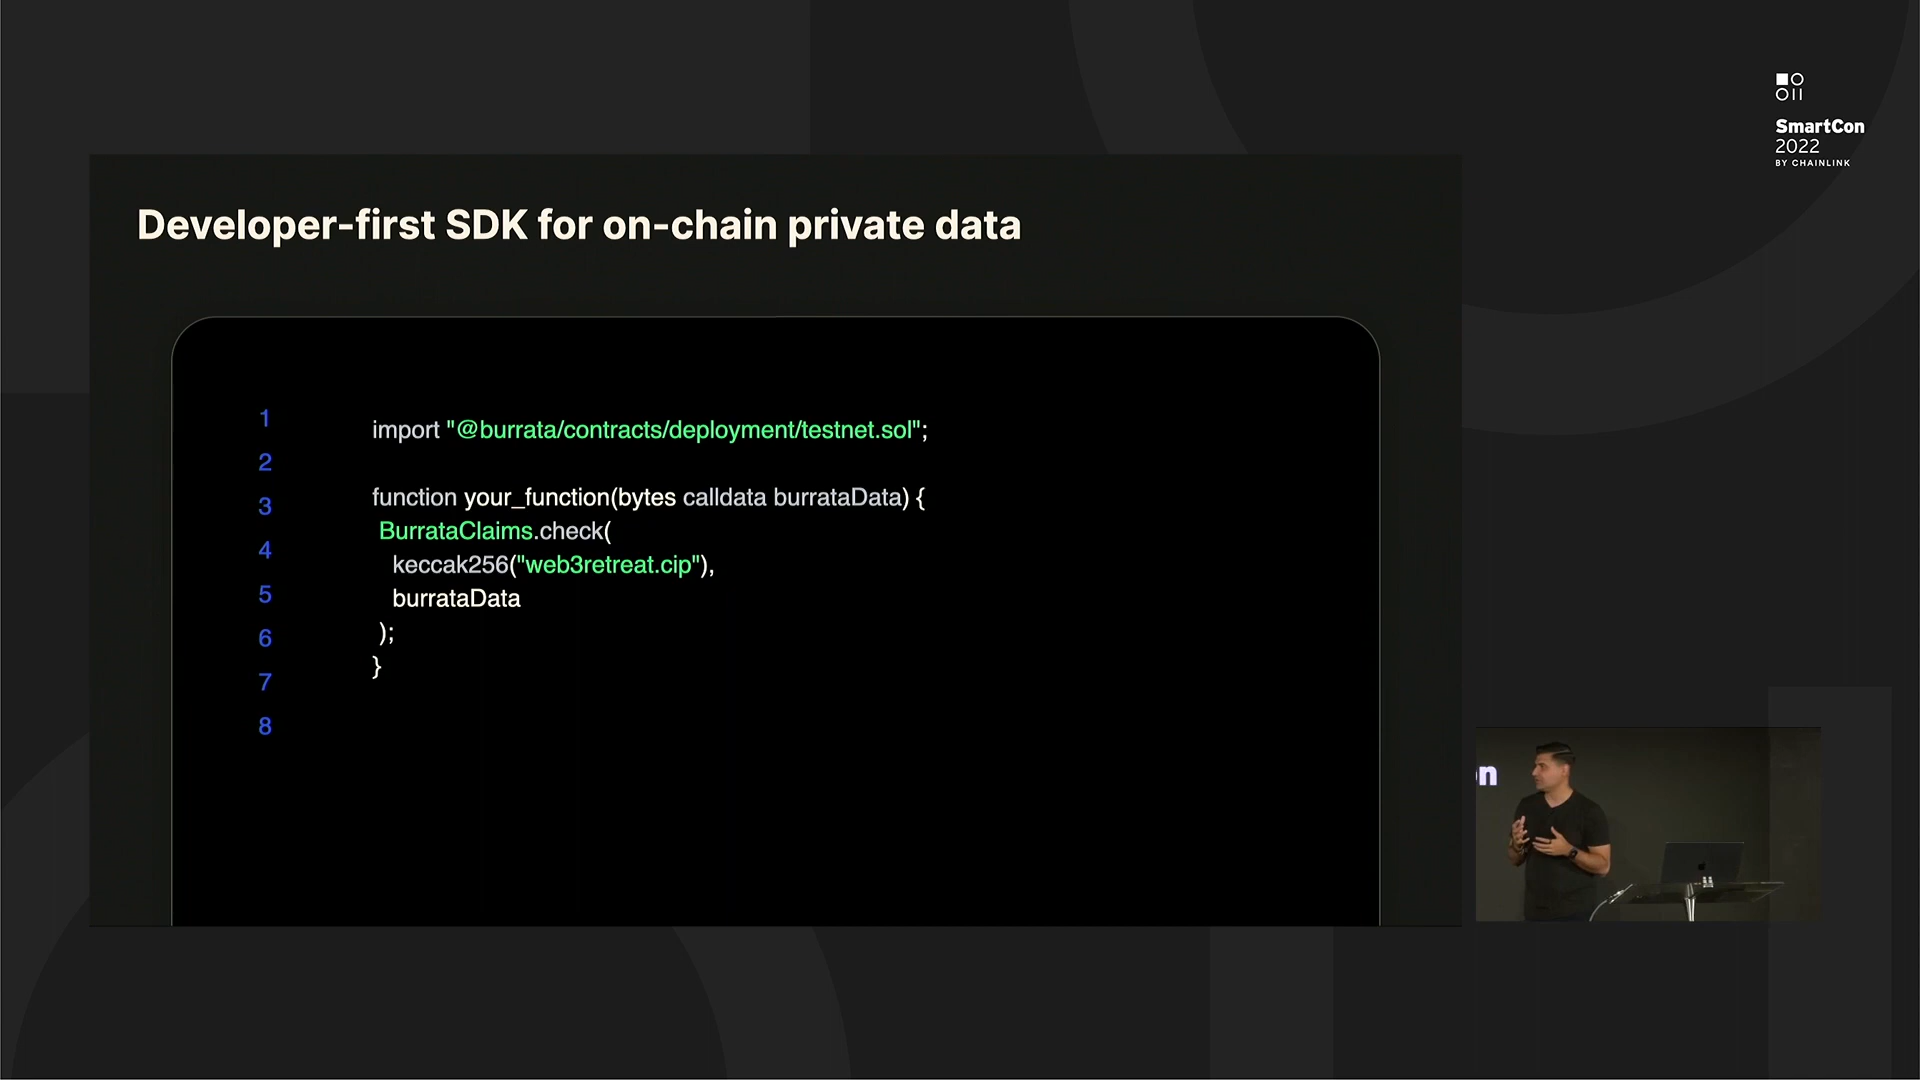 SmartCon
2022
BY CHAINLINK
Developer-first SDK for on-chain private data
1
2
3
4
5
6
7
8
import "@burrata/contracts/deployment/testnet.sol";
function your_function(bytes calldata burrataData) {
BurrataClaims.check(
keccak256("web3retreat.cip"),
burrataData
);
}
n